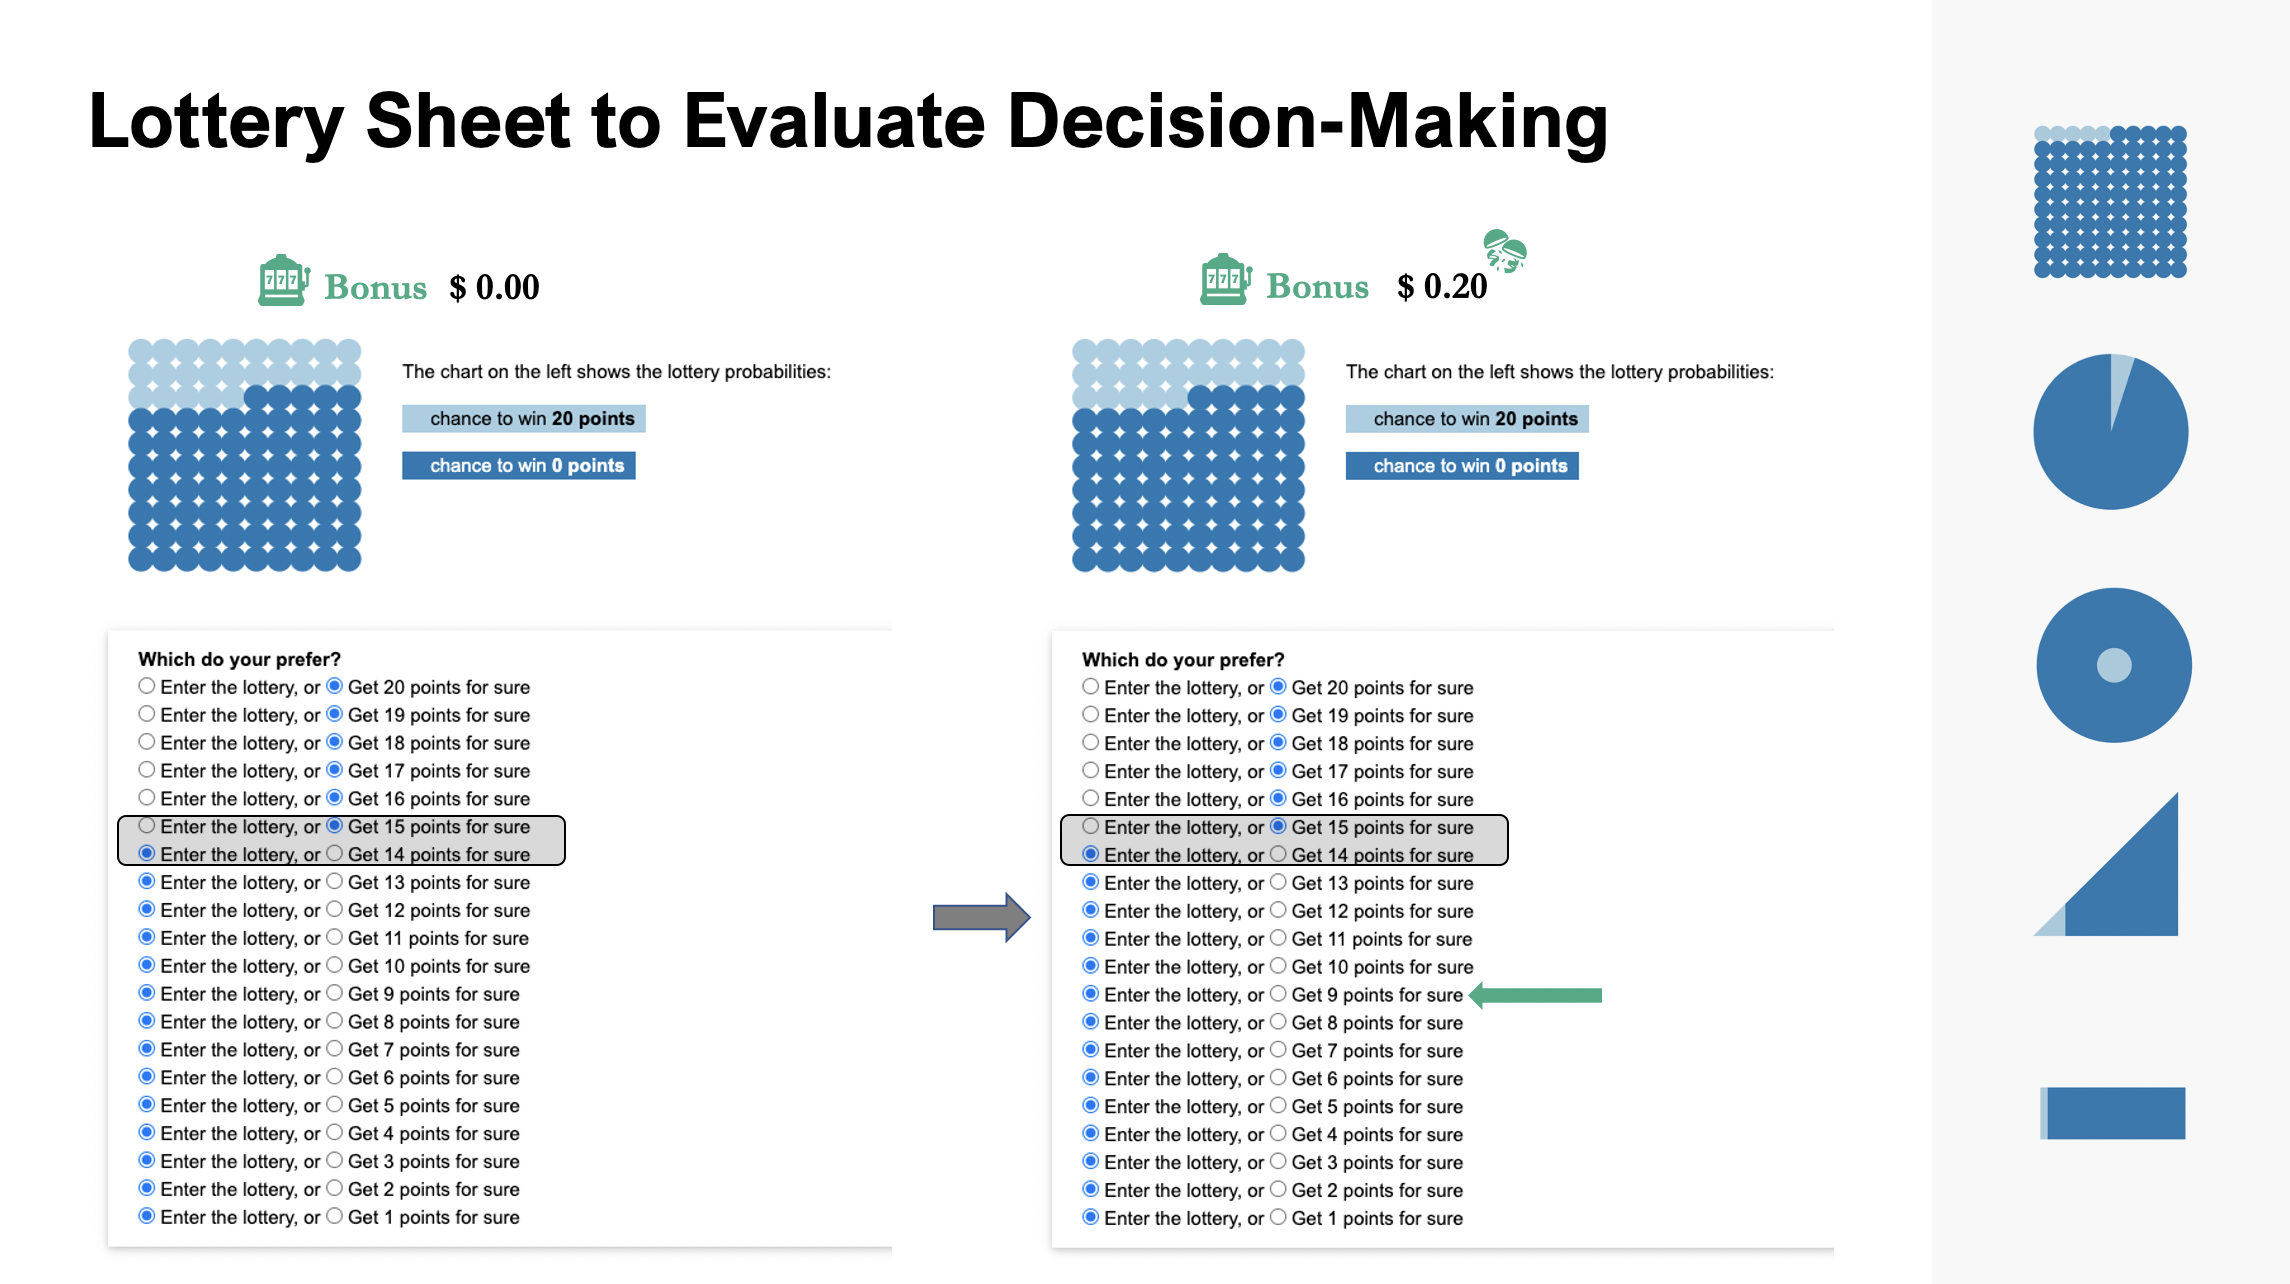 Lottery Sheet to Evaluate Decision-Making
777 Bonus $ 0.00
The chart on the left shows the lottery probabilities:
chance to win 20 points
chance to win 0 points
Which do your prefer?
Enter the lottery, or Get 20 points for sure
Enter the lottery, or Get 19 points for sure
Enter the lottery, or Get 18 points for sure
Enter the lottery, or Get 17 points for sure
Enter the lottery, or Get 16 points for sure
Enter the lottery, or Get 15 points for sure
Enter the lottery, or Get 14 points for sure
Enter the lottery, or Get 13 points for sure
Enter the lottery, or Get 12 points for sure
Enter the lottery, or Get 11 points for sure
Enter the lottery, or Get 10 points for sure
Enter the lottery, or Get 9 points for sure
Enter the lottery, or Get 8 points for sure
Enter the lottery, or Get 7 points for sure
Enter the lottery, or Get 6 points for sure
Enter the lottery, or Get 5 points for sure
Enter the lottery, or Get 4 points for sure
Enter the lottery, or Get 3 points for sure
Enter the lottery, or Get 2 points for sure
Enter the lottery, or Get 1 points for sure
777 Bonus $ 0.20
The chart on the left shows the lottery probabilities:
chance to win 20 points
chance to win 0 points
Which do your prefer?
Enter the lottery, or Get 20 points for sure
Enter the lottery, or Get 19 points for sure
Enter the lottery, or Get 18 points for sure
Enter the lottery, or Get 17 points for sure
Enter the lottery, or Get 16 points for sure
Enter the lottery, or Get 15 points for sure
Enter the lottery, or Get 14 points for sure
Enter the lottery, or Get 13 points for sure
Enter the lottery, or Get 12 points for sure
Enter the lottery, or Get 11 points for sure
Enter the lottery, or Get 10 points for sure
Enter the lottery, or Get 9 points for sure
Enter the lottery, or Get 8 points for sure
Enter the lottery, or Get 7 points for sure
Enter the lottery, or Get 6 points for sure
Enter the lottery, or Get 5 points for sure
Enter the lottery, or Get 4 points for sure
Enter the lottery, or Get 3 points for sure
Enter the lottery, or Get 2 points for sure
Enter the lottery, or Get 1 points for sure